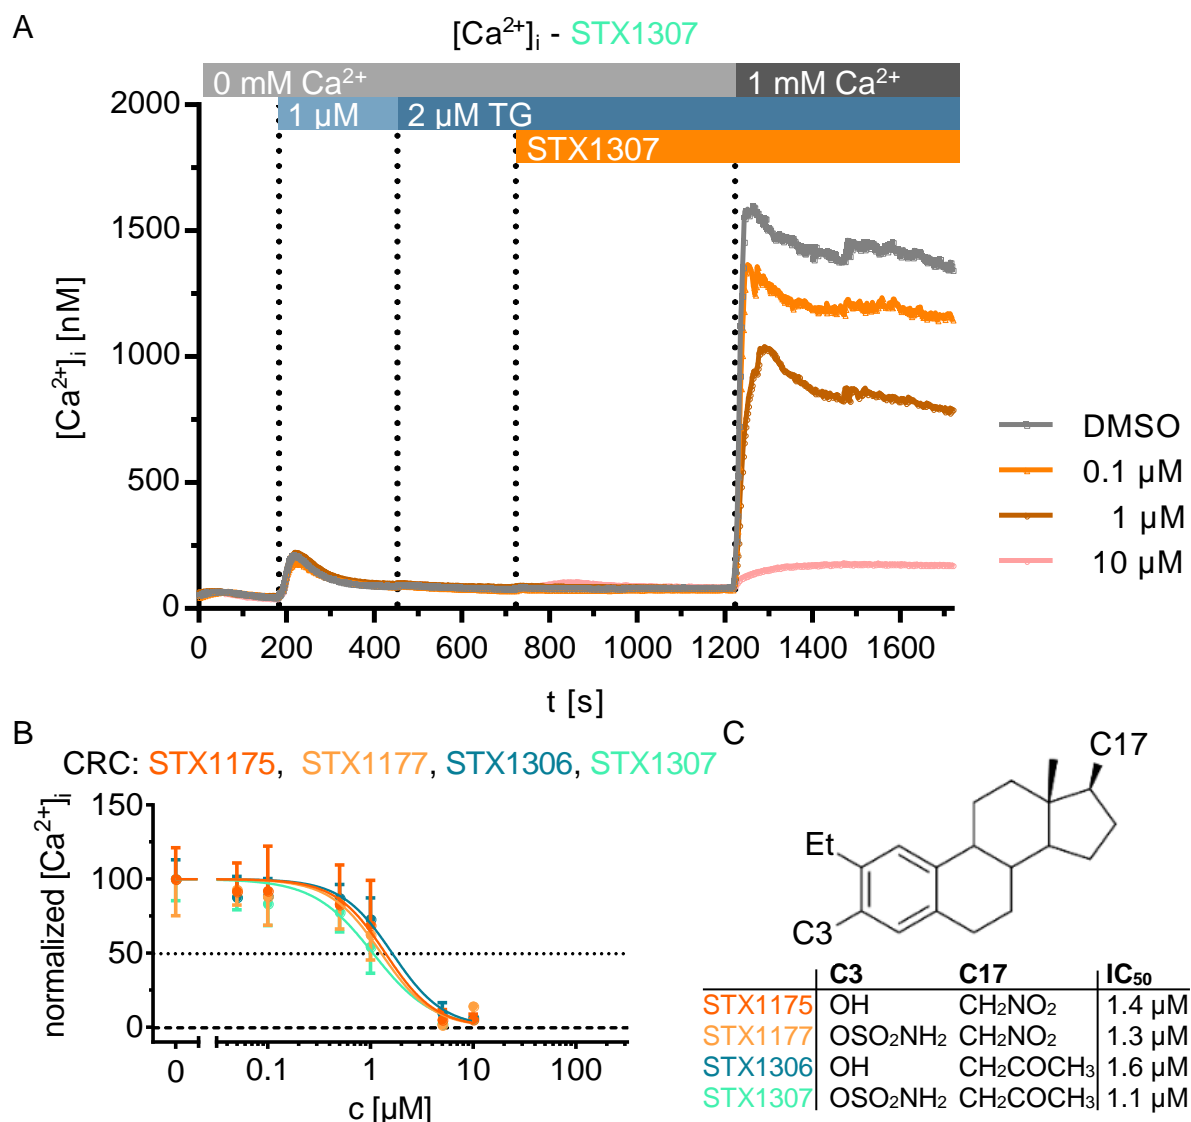 A
[Ca²⁺]ᵢ - STX1307
0 mM Ca²⁺ 1 mM Ca²⁺
1 µM 2 µM TG
STX1307
2000
1500
1000
500
0
[Ca²⁺]ᵢ [nM]
0 200 400 600 800 1000 1200 1400 1600
t [s]
DMSO
0.1 µM
1 µM
10 µM
B
CRC: STX1175, STX1177, STX1306, STX1307
150
100
50
0
normalized [Ca²⁺]ᵢ
0 0.1 1 10 100
c [µM]
C
C17
Et
C3
C3 C17 IC₅₀
STX1175 OH CH₂NO₂ 1.4 µM
STX1177 OSO₂NH₂ CH₂NO₂ 1.3 µM
STX1306 OH CH₂COCH₃ 1.6 µM
STX1307 OSO₂NH₂ CH₂COCH₃ 1.1 µM